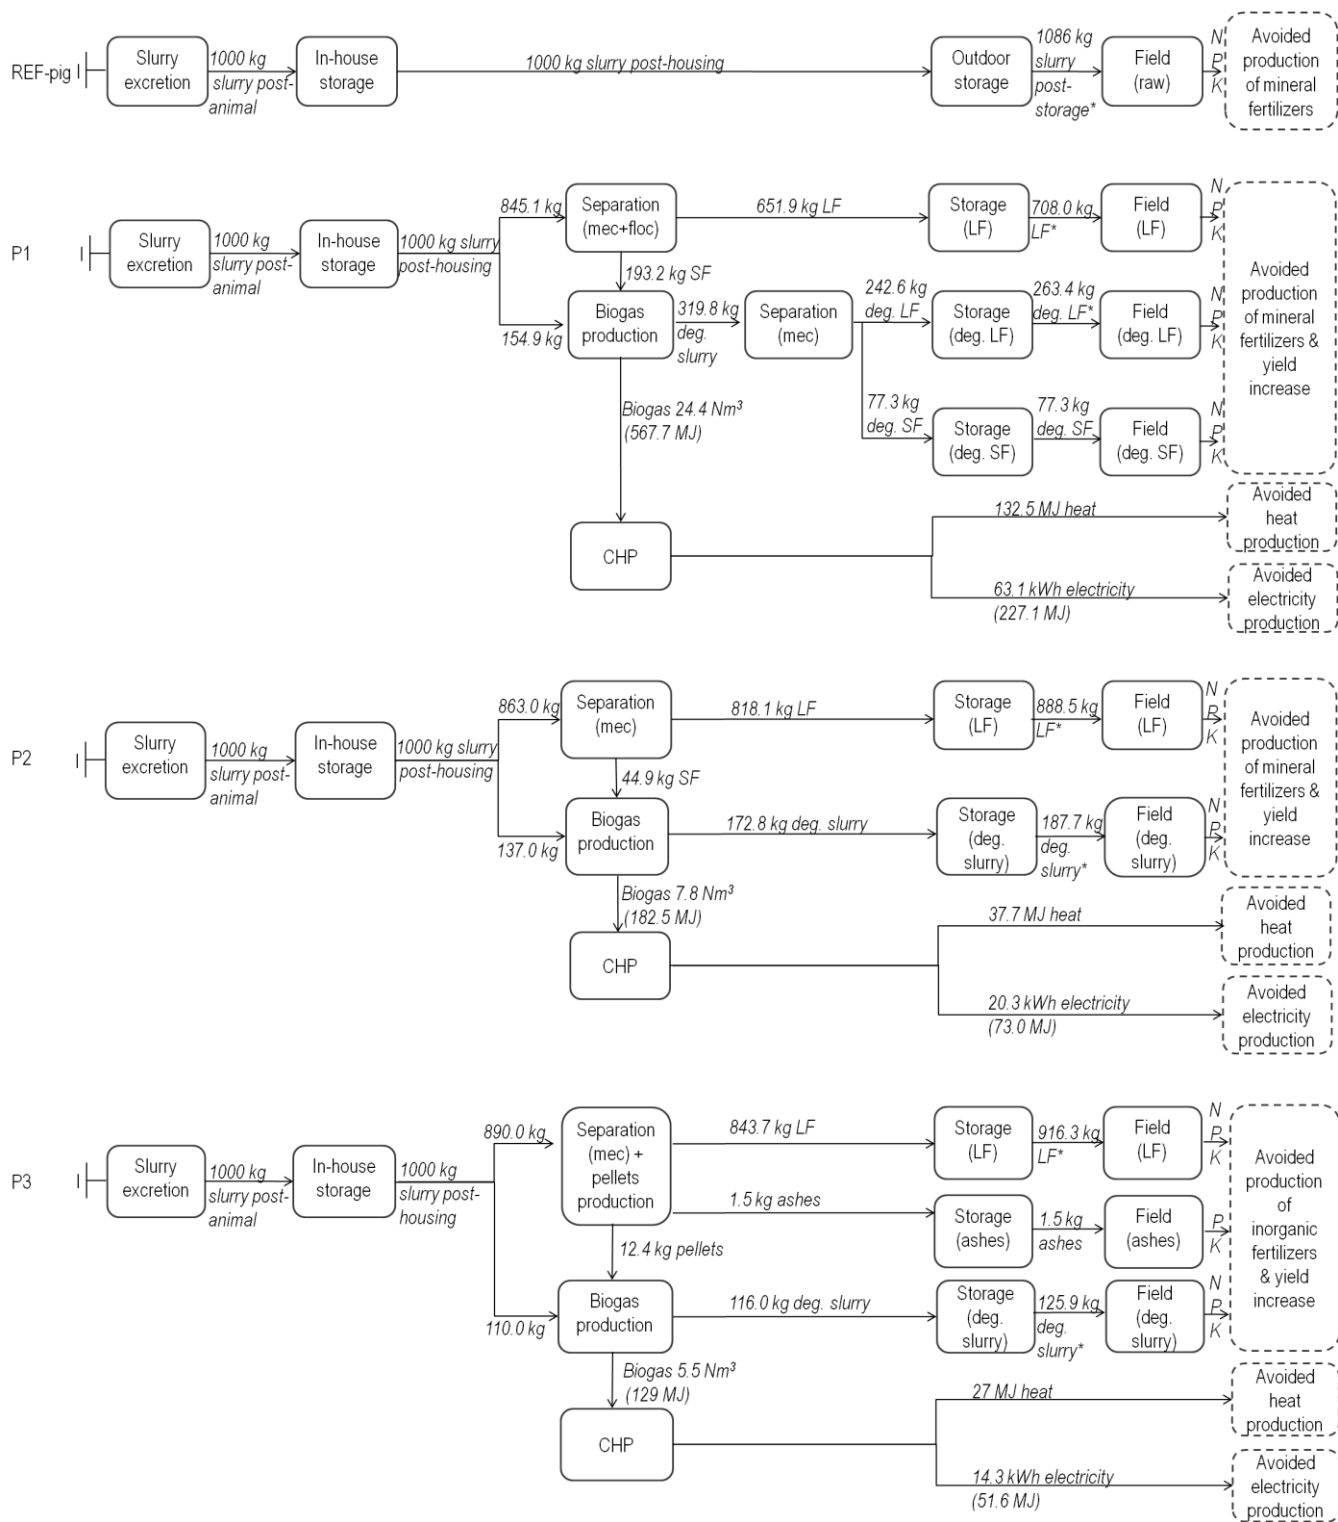 REF-pig
I
Slurry
excretion
1000 kg
slurry post-
animal
In-house
storage
1000 kg slurry post-housing
Outdoor
storage
1086 kg
slurry
post-
storage*
Field
(raw)
N
P
K
Avoided
production
of mineral
fertilizers
P1
I
Slurry
excretion
1000 kg
slurry post-
animal
In-house
storage
1000 kg slurry
post-housing
845.1 kg
154.9 kg
Separation
(mec+floc)
651.9 kg LF
Storage
(LF)
708.0 kg
LF*
Field
(LF)
N
P
K
193.2 kg SF
Biogas
production
319.8 kg
deg.
slurry
Separation
(mec)
242.6 kg
deg. LF
Storage
(deg. LF)
263.4 kg
deg. LF*
Field
(deg. LF)
N
P
K
77.3 kg
deg. SF
Storage
(deg. SF)
77.3 kg
deg. SF
Field
(deg. SF)
N
P
K
Avoided
production
of mineral
fertilizers &
yield
increase
Biogas 24.4 Nm³
(567.7 MJ)
CHP
132.5 MJ heat
Avoided
heat
production
63.1 kWh electricity
(227.1 MJ)
Avoided
electricity
production
P2
I
Slurry
excretion
1000 kg
slurry post-
animal
In-house
storage
1000 kg slurry
post-housing
863.0 kg
137.0 kg
Separation
(mec)
818.1 kg LF
Storage
(LF)
888.5 kg
LF*
Field
(LF)
N
P
K
44.9 kg SF
Biogas
production
172.8 kg deg. slurry
Storage
(deg.
slurry)
187.7 kg
deg.
slurry*
Field
(deg.
slurry)
N
P
K
Avoided
production
of mineral
fertilizers &
yield
increase
Biogas 7.8 Nm³
(182.5 MJ)
CHP
37.7 MJ heat
Avoided
heat
production
20.3 kWh electricity
(73.0 MJ)
Avoided
electricity
production
P3
I
Slurry
excretion
1000 kg
slurry post-
animal
In-house
storage
1000 kg
slurry post-
housing
890.0 kg
110.0 kg
Separation
(mec) +
pellets
production
843.7 kg LF
Storage
(LF)
916.3 kg
LF*
Field
(LF)
N
P
K
1.5 kg ashes
Storage
(ashes)
1.5 kg
ashes
Field
(ashes)
P
K
12.4 kg pellets
Biogas
production
116.0 kg deg. slurry
Storage
(deg.
slurry)
125.9 kg
deg.
slurry*
Field
(deg.
slurry)
N
P
K
Avoided
production
of
inorganic
fertilizers
& yield
increase
Biogas 5.5 Nm³
(129 MJ)
CHP
27 MJ heat
Avoided
heat
production
14.3 kWh electricity
(51.6 MJ)
Avoided
electricity
production